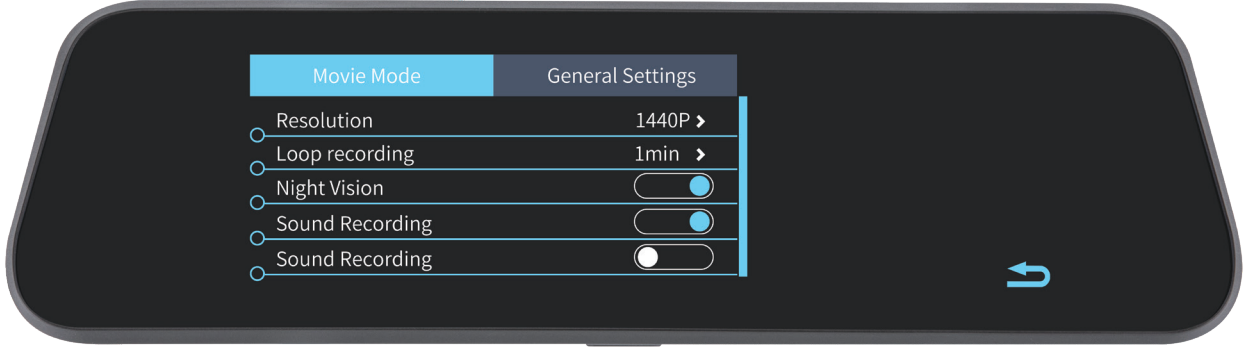 Movie Mode General Settings
Resolution 1440P
Loop recording 1min
Night Vision
Sound Recording
Sound Recording